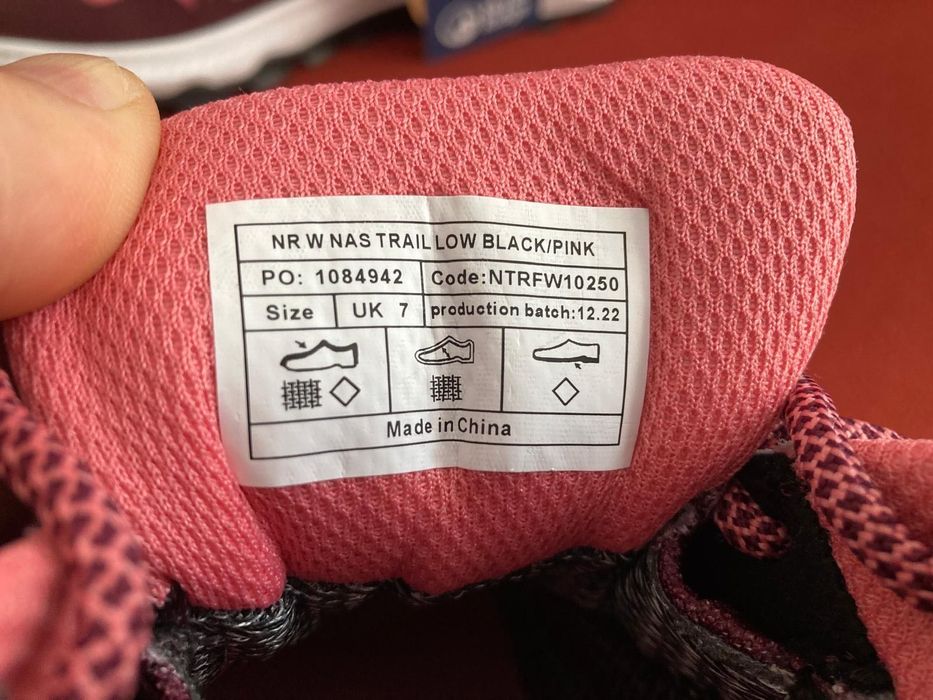 NR W NAS TRAIL LOW BLACK/PINK
PO: 1084942 Code:NTRFW10250
Size UK 7 production batch:12.22
Made in China